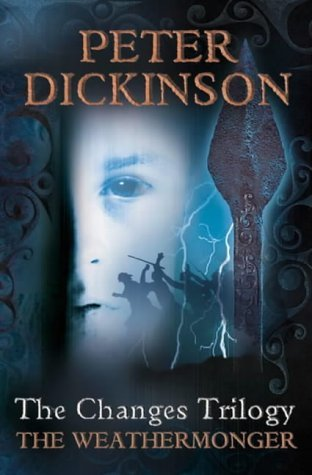 PETER
DICKINSON
The Changes Trilogy
THE WEATHERMONGER